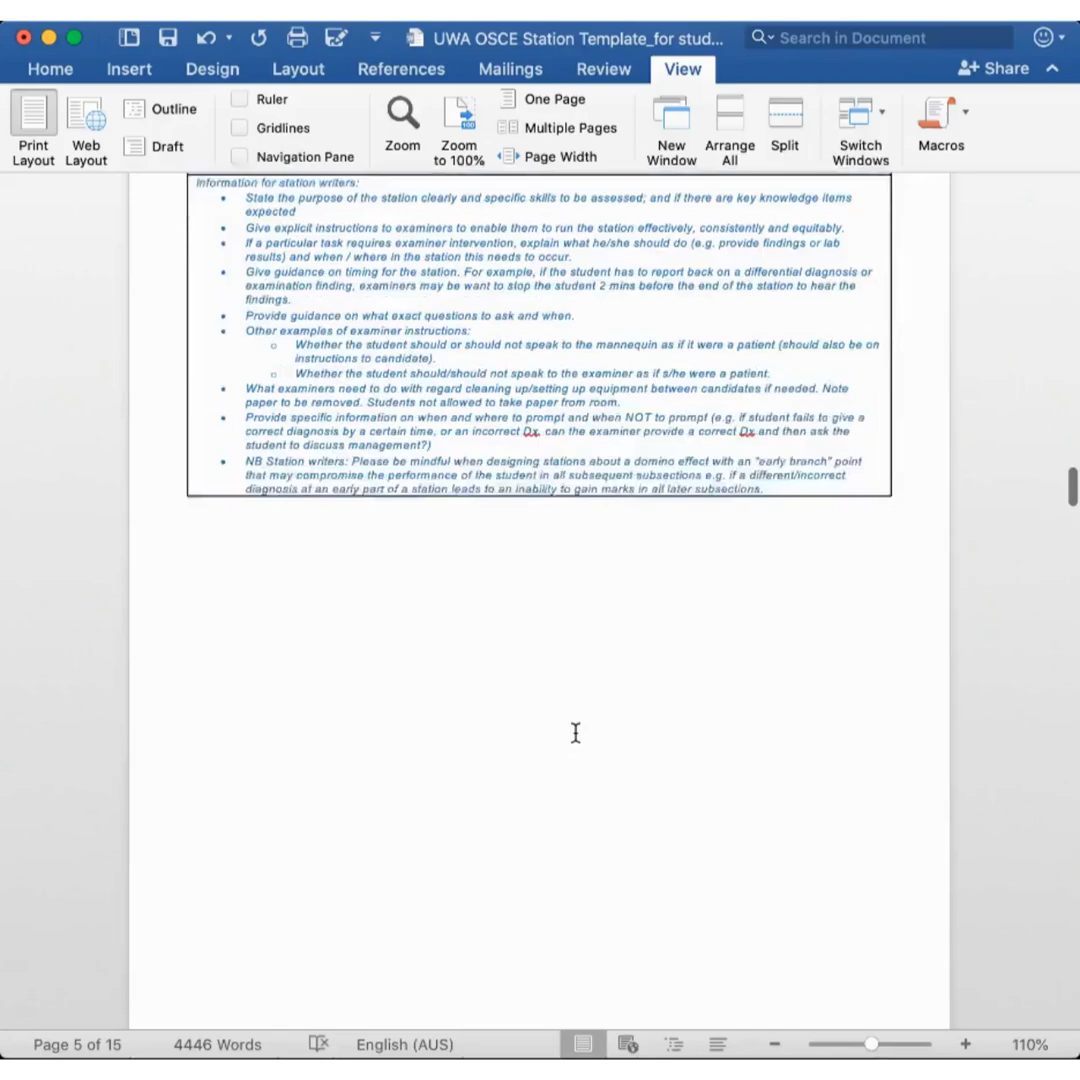 UWA OSCE Station Template_for stud...
Search in Document
Home Insert Design Layout References Mailings Review View Share
Print Layout
Web Layout
Outline
Draft
Ruler
Gridlines
Navigation Pane
Zoom
Zoom to 100%
One Page
Multiple Pages
Page Width
New Window
Arrange All
Split
Switch Windows
Macros
Information for station writers:
• State the purpose of the station clearly and specific skills to be assessed; and if there are key knowledge items
expected
• Give explicit instructions to examiners to enable them to run the station effectively, consistently and equitably.
• If a particular task requires examiner intervention, explain what he/she should do (e.g. provide findings or lab
results) and when / where in the station this needs to occur.
• Give guidance on timing for the station. For example, if the student has to report back on a differential diagnosis or
examination finding, examiners may be want to stop the student 2 mins before the end of the station to hear the
findings.
• Provide guidance on what exact questions to ask and when.
• Other examples of examiner instructions:
o Whether the student should or should not speak to the mannequin as if it were a patient (should also be on
instructions to candidate).
o Whether the student should/should not speak to the examiner as if s/he were a patient.
• What examiners need to do with regard cleaning up/setting up equipment between candidates if needed. Note
paper to be removed. Students not allowed to take paper from room.
• Provide specific information on when and where to prompt and when NOT to prompt (e.g. if student fails to give a
correct diagnosis by a certain time, or an incorrect Dx, can the examiner provide a correct Dx and then ask the
student to discuss management?)
• NB Station writers: Please be mindful when designing stations about a domino effect with an "early branch" point
that may compromise the performance of the student in all subsequent subsections e.g. if a different/incorrect
diagnosis at an early part of a station leads to an inability to gain marks in all later subsections.
Page 5 of 15 4446 Words English (AUS) 110%